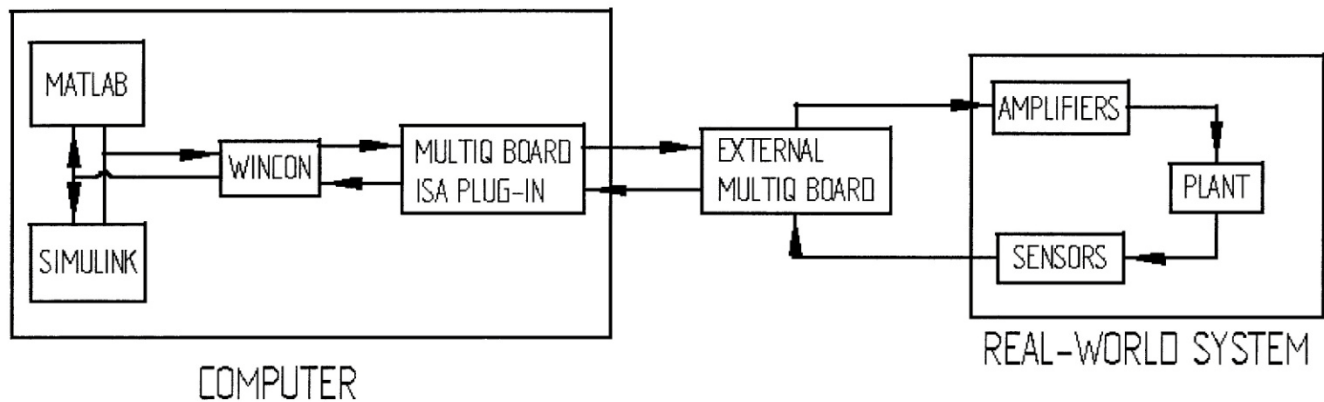 MATLAB
SIMULINK
WINCON
MULTIQ BOARD
ISA PLUG-IN
COMPUTER
EXTERNAL
MULTIQ BOARD
AMPLIFIERS
PLANT
SENSORS
REAL-WORLD SYSTEM